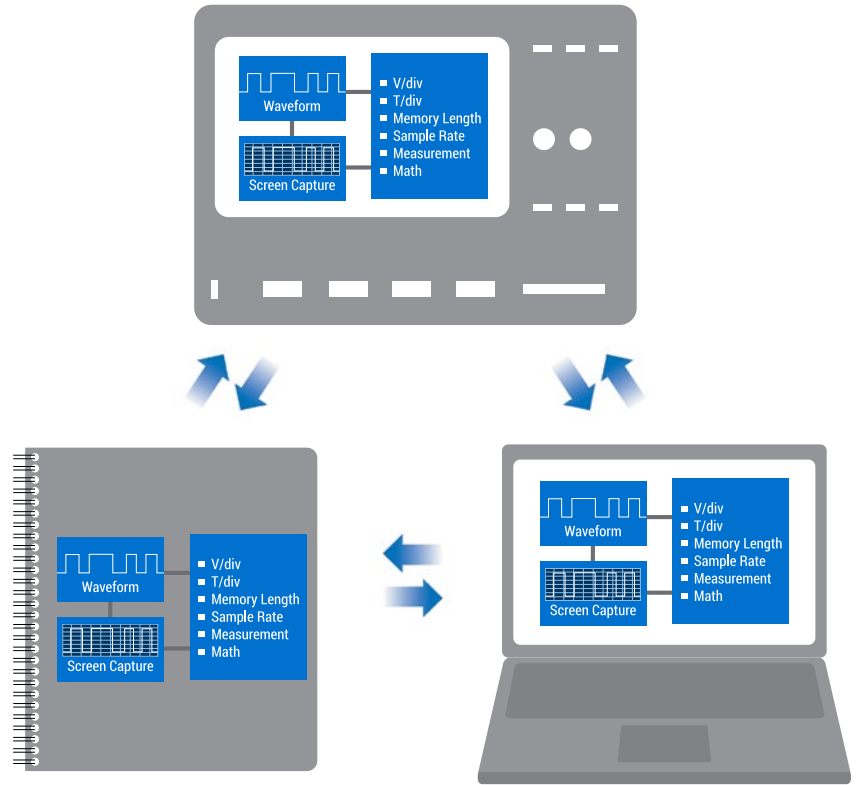 Waveform
Screen Capture
V/div
T/div
Memory Length
Sample Rate
Measurement
Math
Waveform
Screen Capture
V/div
T/div
Memory Length
Sample Rate
Measurement
Math
Waveform
Screen Capture
V/div
T/div
Memory Length
Sample Rate
Measurement
Math